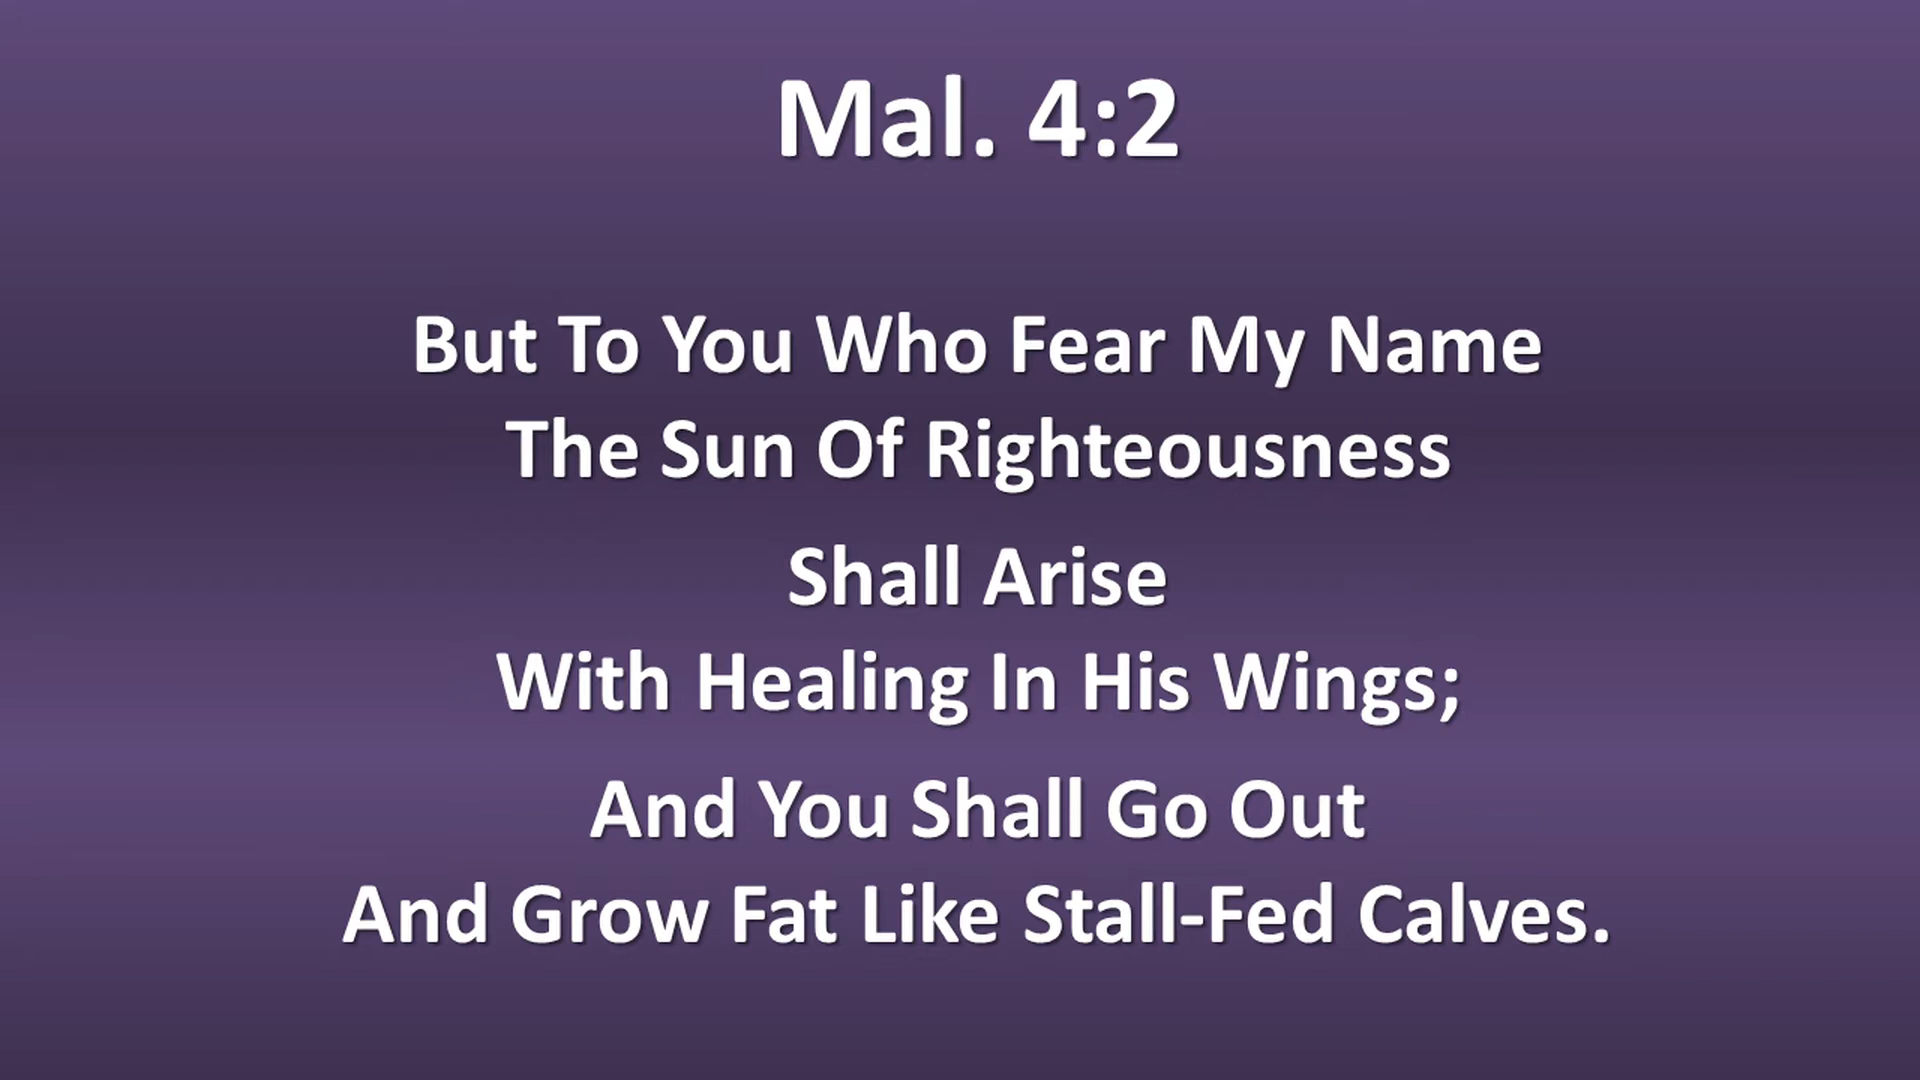 Mal. 4:2
But To You Who Fear My Name
The Sun Of Righteousness
Shall Arise
With Healing In His Wings;
And You Shall Go Out
And Grow Fat Like Stall-Fed Calves.